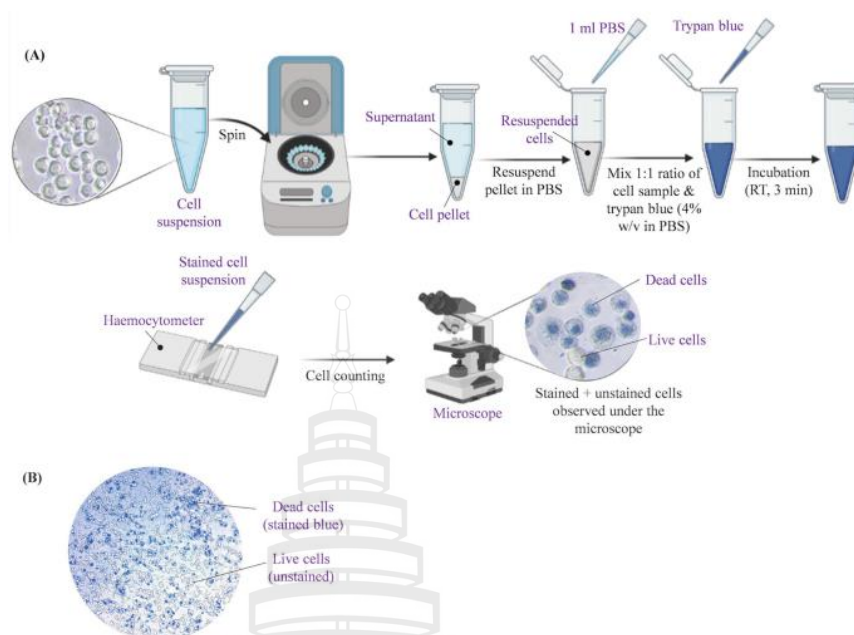 (A)
1 ml PBS
Trypan blue
Spin
Cell suspension
Supernatant
Cell pellet
Resuspend
pellet in PBS
Resuspended
cells
Mix 1:1 ratio of
cell sample &
trypan blue (4%
w/v in PBS)
Incubation
(RT, 3 min)
Stained cell
suspension
Haemocytometer
Cell counting
Microscope
Dead cells
Live cells
Stained + unstained cells
observed under the
microscope
(B)
Dead cells
(stained blue)
Live cells
(unstained)